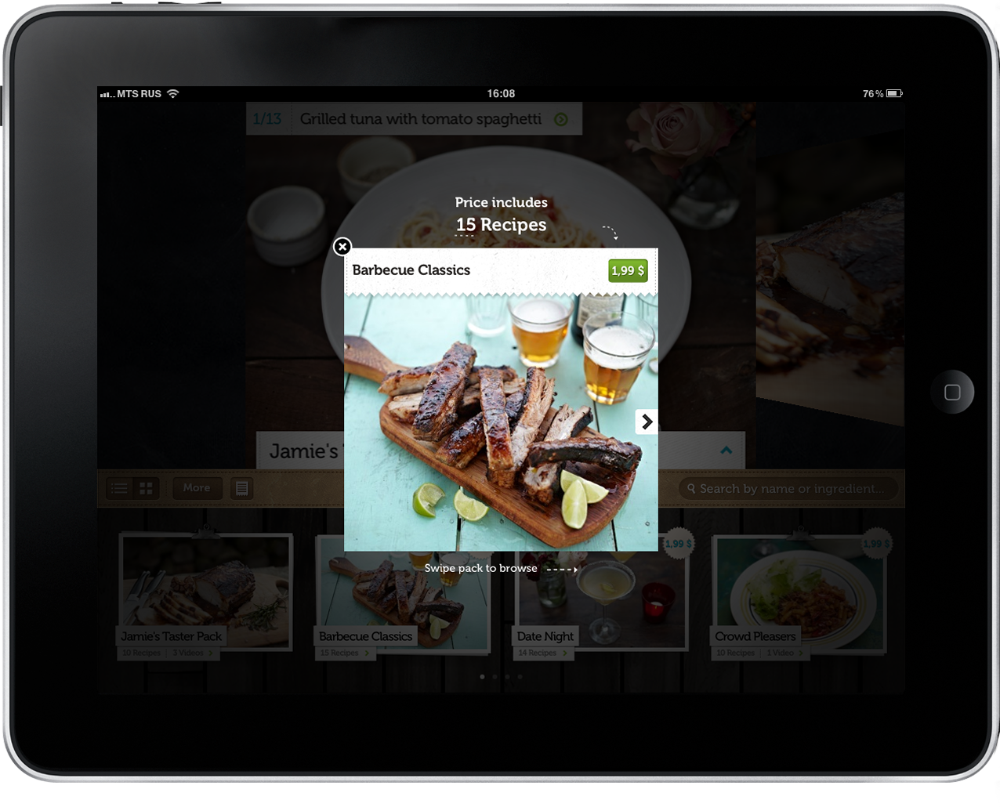 MTS RUS
16:08
76%
1/13 Grilled tuna with tomato spaghetti
Price includes
15 Recipes
Barbecue Classics
1,99 $
Jamie's
More
Search by name or ingredient...
Swipe pack to browse
1,99 $
1,99 $
Jamie's Taster Pack
10 Recipes 3 Videos
Barbecue Classics
15 Recipes
Date Night
14 Recipes
Crowd Pleasers
10 Recipes 1 Video